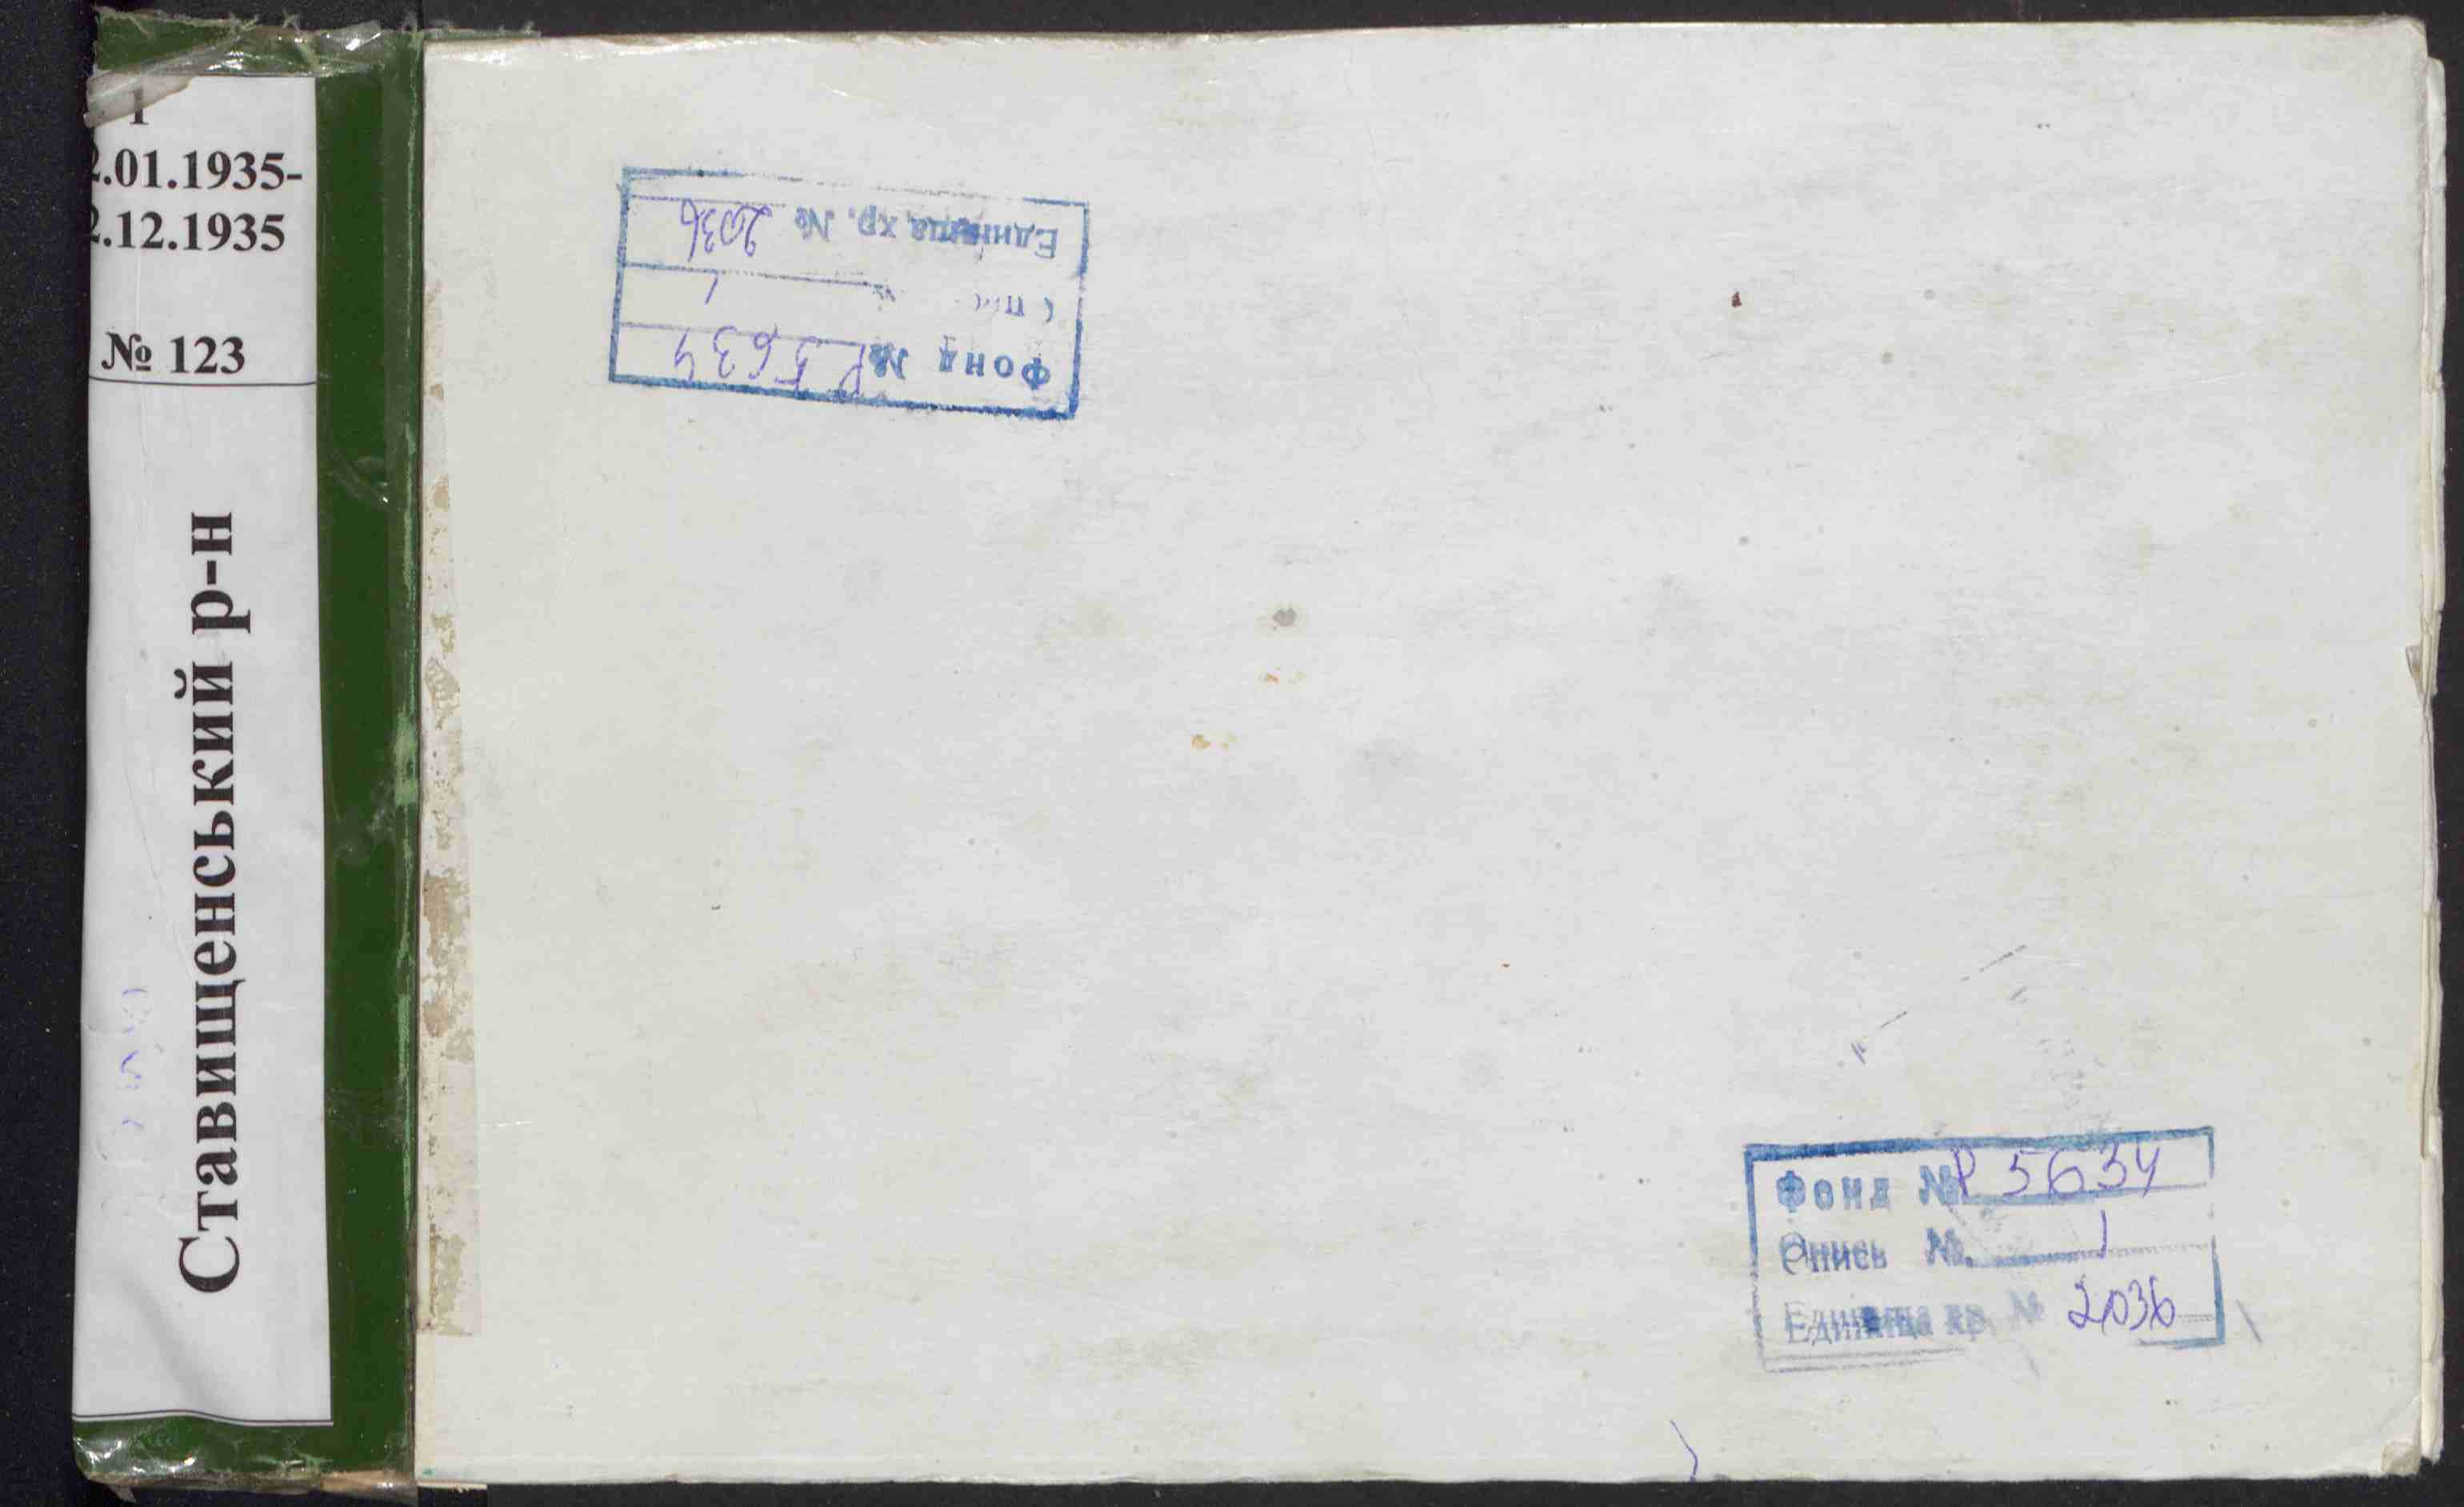 1
2.01.1935-
2.12.1935
№ 123
Ставищенський р-н
Фонд № Р 5634
1
Единица хр. № 2036
Фонд № Р 5634
Опись № 1
Единица хр. № 2036